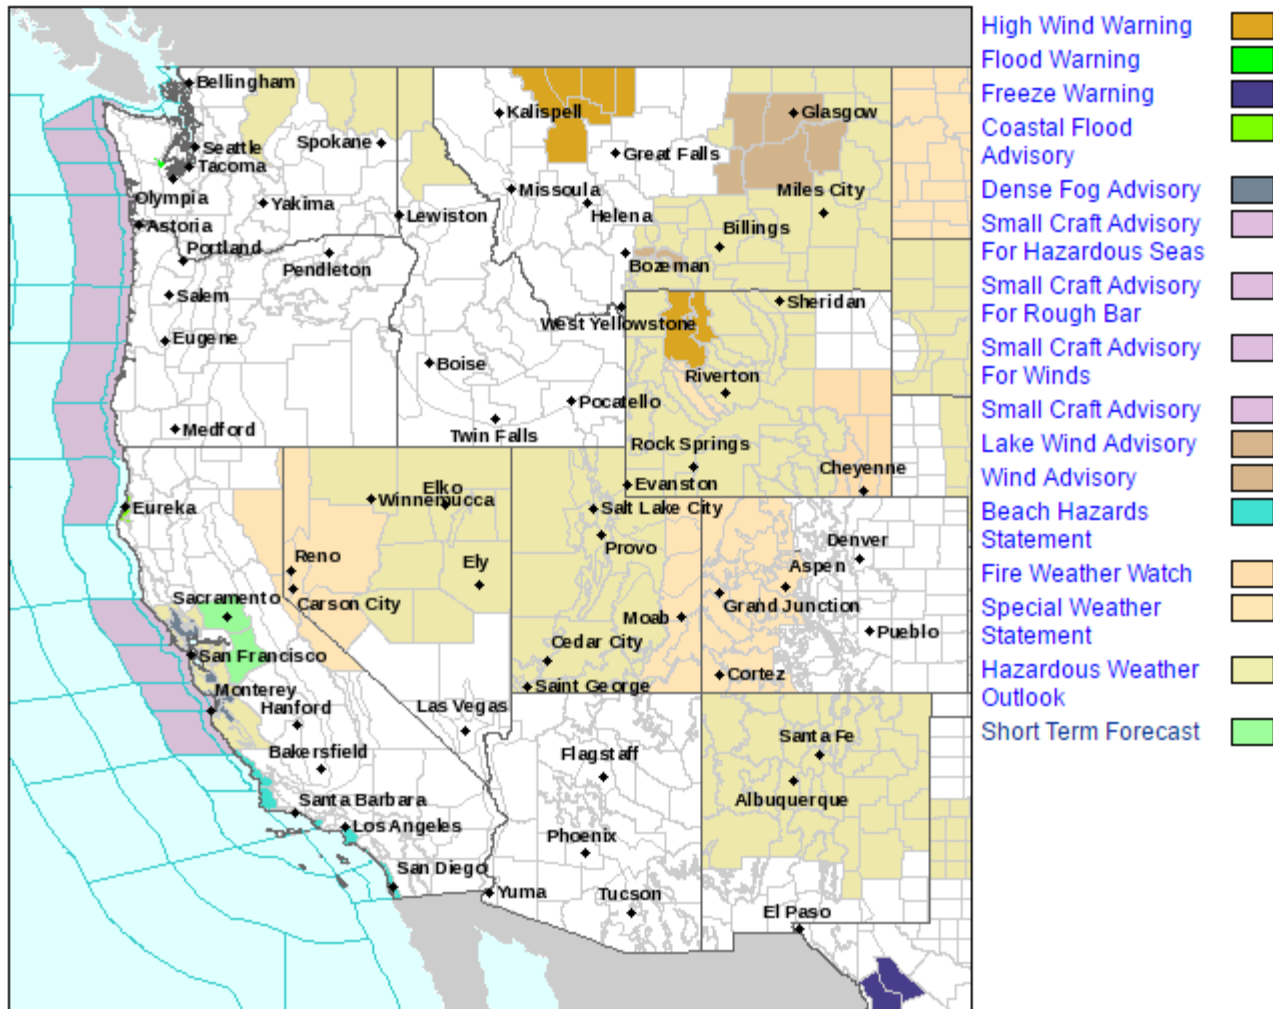 High Wind Warning
Flood Warning
Freeze Warning
Coastal Flood
Advisory
Dense Fog Advisory
Small Craft Advisory
For Hazardous Seas
Small Craft Advisory
For Rough Bar
Small Craft Advisory
For Winds
Small Craft Advisory
Lake Wind Advisory
Wind Advisory
Beach Hazards
Statement
Fire Weather Watch
Special Weather
Statement
Hazardous Weather
Outlook
Short Term Forecast
Bellingham
Kalispell
Glasgow
Seattle
Spokane
Great Falls
Tacoma
Olympia
Missoula
Miles City
Yakima
Lewiston
Helena
Astoria
Billings
Portland
Pendleton
Bozeman
Salem
Sheridan
West Yellowstone
Eugene
Boise
Riverton
Pocatello
Medford
Twin Falls
Rock Springs
Cheyenne
Elko
Evanston
Winnemucca
Eureka
Salt Lake City
Provo
Denver
Reno
Ely
Aspen
Sacramento
Carson City
Grand Junction
Moab
Pueblo
Cedar City
San Francisco
Cortez
Monterey
Saint George
Hanford
Las Vegas
Santa Fe
Bakersfield
Flagstaff
Santa Barbara
Albuquerque
Los Angeles
Phoenix
San Diego
Yuma
Tucson
El Paso